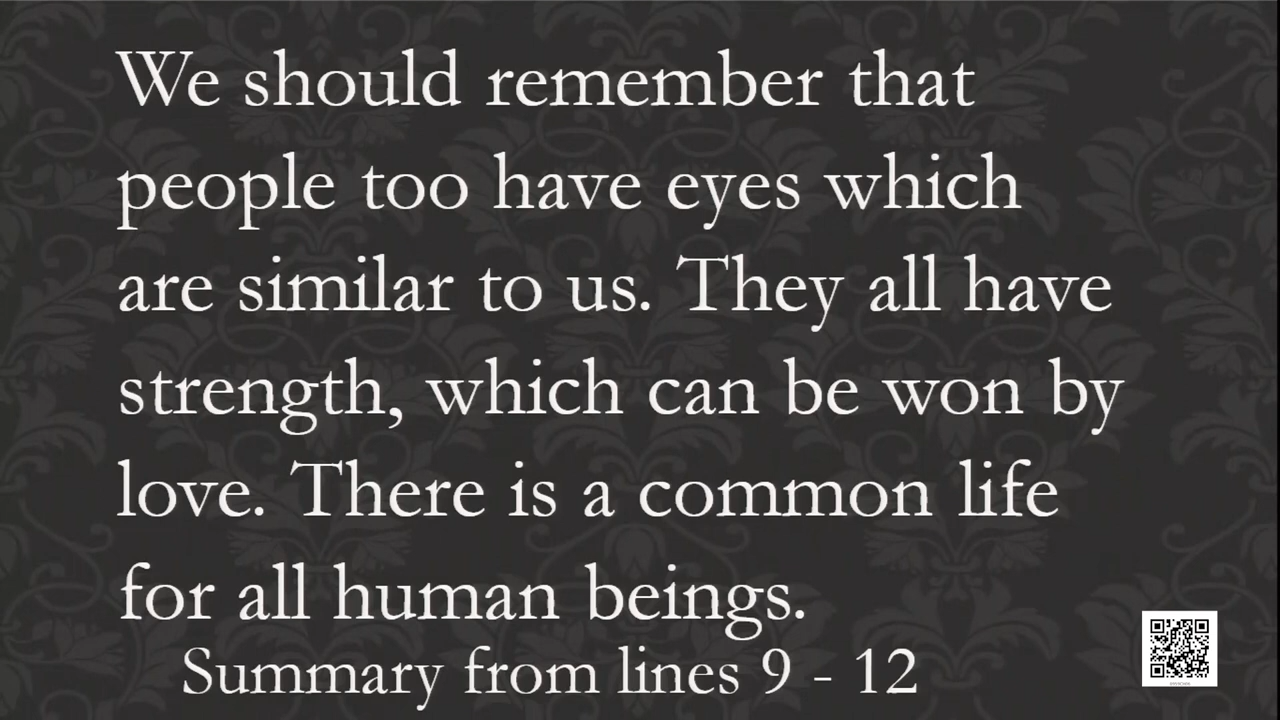 We should remember that
people too have eyes which
are similar to us. They all have
strength, which can be won by
love. There is a common life
for all human beings.
Summary from lines 9 - 12